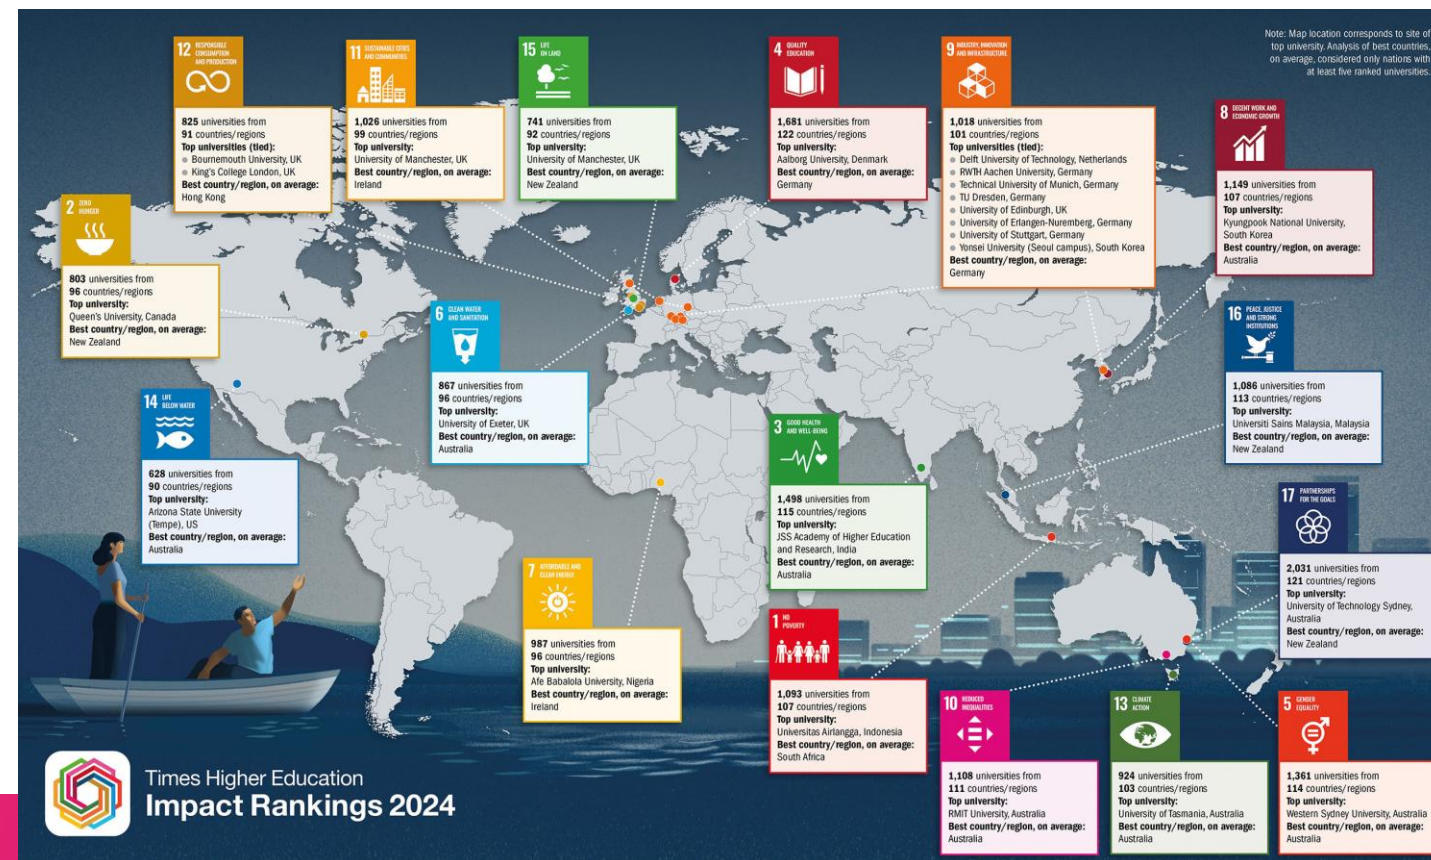 Note: Map location corresponds to site of
top university. Analysis of best countries,
on average, considered only nations with
at least five ranked universities.
12 RESPONSIBLE
CONSUMPTION
AND PRODUCTION
825 universities from
91 countries/regions
Top universities (tied):
Bournemouth University, UK
King's College London, UK
Best country/region, on average:
Hong Kong
11 SUSTAINABLE CITIES
AND COMMUNITIES
1,026 universities from
99 countries/regions
Top university:
University of Manchester, UK
Best country/region, on average:
Ireland
15 LIFE
ON LAND
741 universities from
92 countries/regions
Top university:
University of Manchester, UK
Best country/region, on average:
New Zealand
4 QUALITY
EDUCATION
1,681 universities from
122 countries/regions
Top university:
Aalborg University, Denmark
Best country/region, on average:
Germany
9 INDUSTRY, INNOVATION
AND INFRASTRUCTURE
1,018 universities from
101 countries/regions
Top universities (tied):
Delft University of Technology, Netherlands
RWTH Aachen University, Germany
Technical University of Munich, Germany
TU Dresden, Germany
University of Edinburgh, UK
University of Erlangen-Nuremberg, Germany
University of Stuttgart, Germany
Yonsei University (Seoul campus), South Korea
Best country/region, on average:
Germany
8 DECENT WORK AND
ECONOMIC GROWTH
1,149 universities from
107 countries/regions
Top university:
Kyungpook National University,
South Korea
Best country/region, on average:
Australia
2 ZERO
HUNGER
803 universities from
96 countries/regions
Top university:
Queen's University, Canada
Best country/region, on average:
New Zealand
6 CLEAN WATER
AND SANITATION
867 universities from
96 countries/regions
Top university:
University of Exeter, UK
Best country/region, on average:
Australia
16 PEACE, JUSTICE
AND STRONG
INSTITUTIONS
1,086 universities from
113 countries/regions
Top university:
Universiti Sains Malaysia, Malaysia
Best country/region, on average:
New Zealand
14 LIFE
BELOW WATER
628 universities from
90 countries/regions
Top university:
Arizona State University
(Tempe), US
Best country/region, on average:
Australia
3 GOOD HEALTH
AND WELL-BEING
1,498 universities from
115 countries/regions
Top university:
JSS Academy of Higher Education
and Research, India
Best country/region, on average:
Australia
17 PARTNERSHIPS
FOR THE GOALS
2,031 universities from
121 countries/regions
Top university:
University of Technology Sydney,
Australia
Best country/region, on average:
New Zealand
7 AFFORDABLE AND
CLEAN ENERGY
987 universities from
96 countries/regions
Top university:
Afe Babalola University, Nigeria
Best country/region, on average:
Ireland
1 NO
POVERTY
1,093 universities from
107 countries/regions
Top university:
Universitas Airlangga, Indonesia
Best country/region, on average:
South Africa
10 REDUCED
INEQUALITIES
1,108 universities from
111 countries/regions
Top university:
RMIT University, Australia
Best country/region, on average:
Australia
13 CLIMATE
ACTION
924 universities from
103 countries/regions
Top university:
University of Tasmania, Australia
Best country/region, on average:
Australia
5 GENDER
EQUALITY
1,361 universities from
114 countries/regions
Top university:
Western Sydney University, Australia
Best country/region, on average:
Australia
Times Higher Education
Impact Rankings 2024